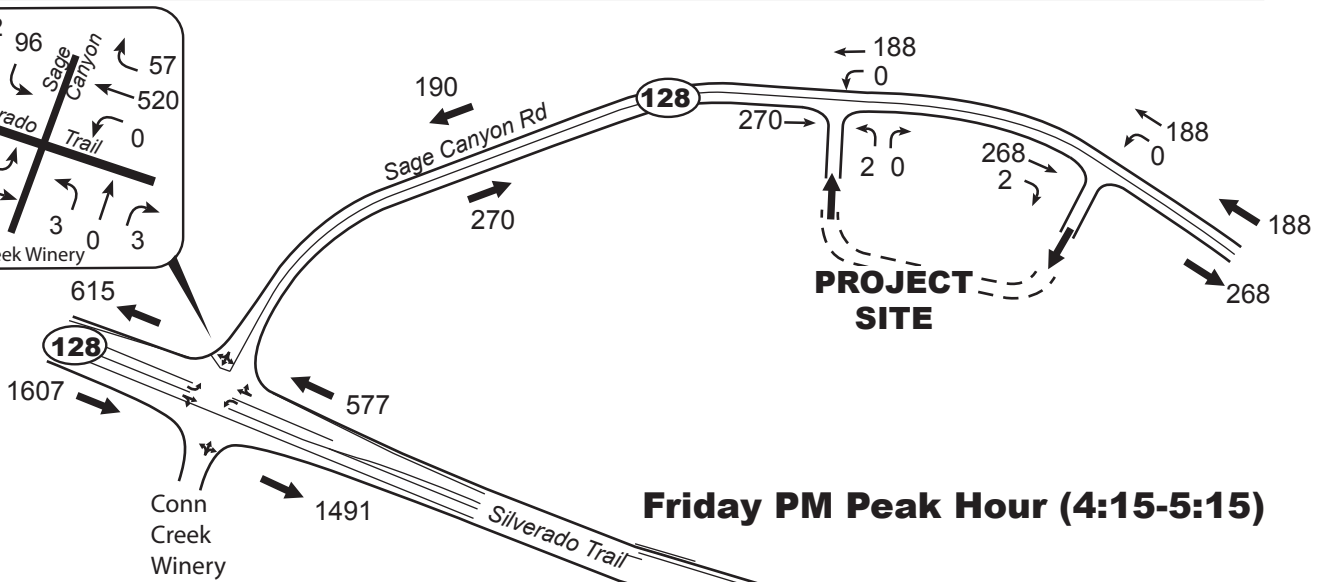 96
Sage
Canyon
57
520
0
rado
Trail
3
0
3
eek Winery
190
Sage Canyon Rd
270
128
188
0
270
2
0
268
2
188
0
188
268
PROJECT
SITE
615
128
1607
577
1491
Conn
Creek
Winery
Silverado Trail
Friday PM Peak Hour (4:15-5:15)